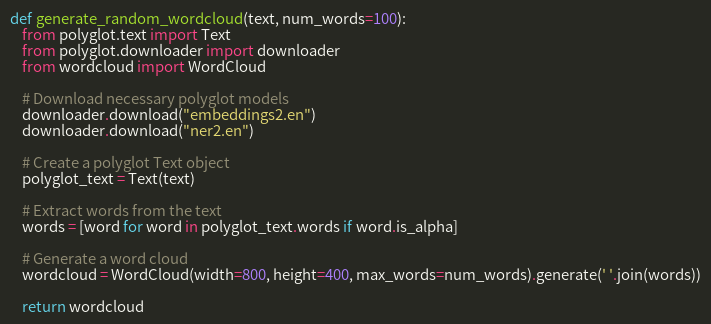 def generate_random_wordcloud(text, num_words=100):
from polyglot.text import Text
from polyglot.downloader import downloader
from wordcloud import WordCloud
# Download necessary polyglot models
downloader.download("embeddings2.en")
downloader.download("ner2.en")
# Create a polyglot Text object
polyglot_text = Text(text)
# Extract words from the text
words = [word for word in polyglot_text.words if word.is_alpha]
# Generate a word cloud
wordcloud = WordCloud(width=800, height=400, max_words=num_words).generate(' '.join(words))
return wordcloud